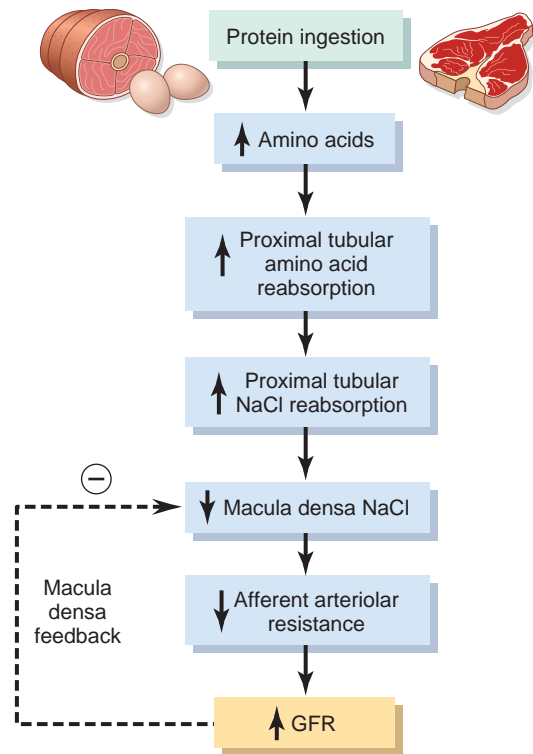 Protein ingestion
Amino acids
Proximal tubular
amino acid
reabsorption
Proximal tubular
NaCl reabsorption
Macula densa NaCl
Afferent arteriolar
resistance
Macula
densa
feedback
GFR